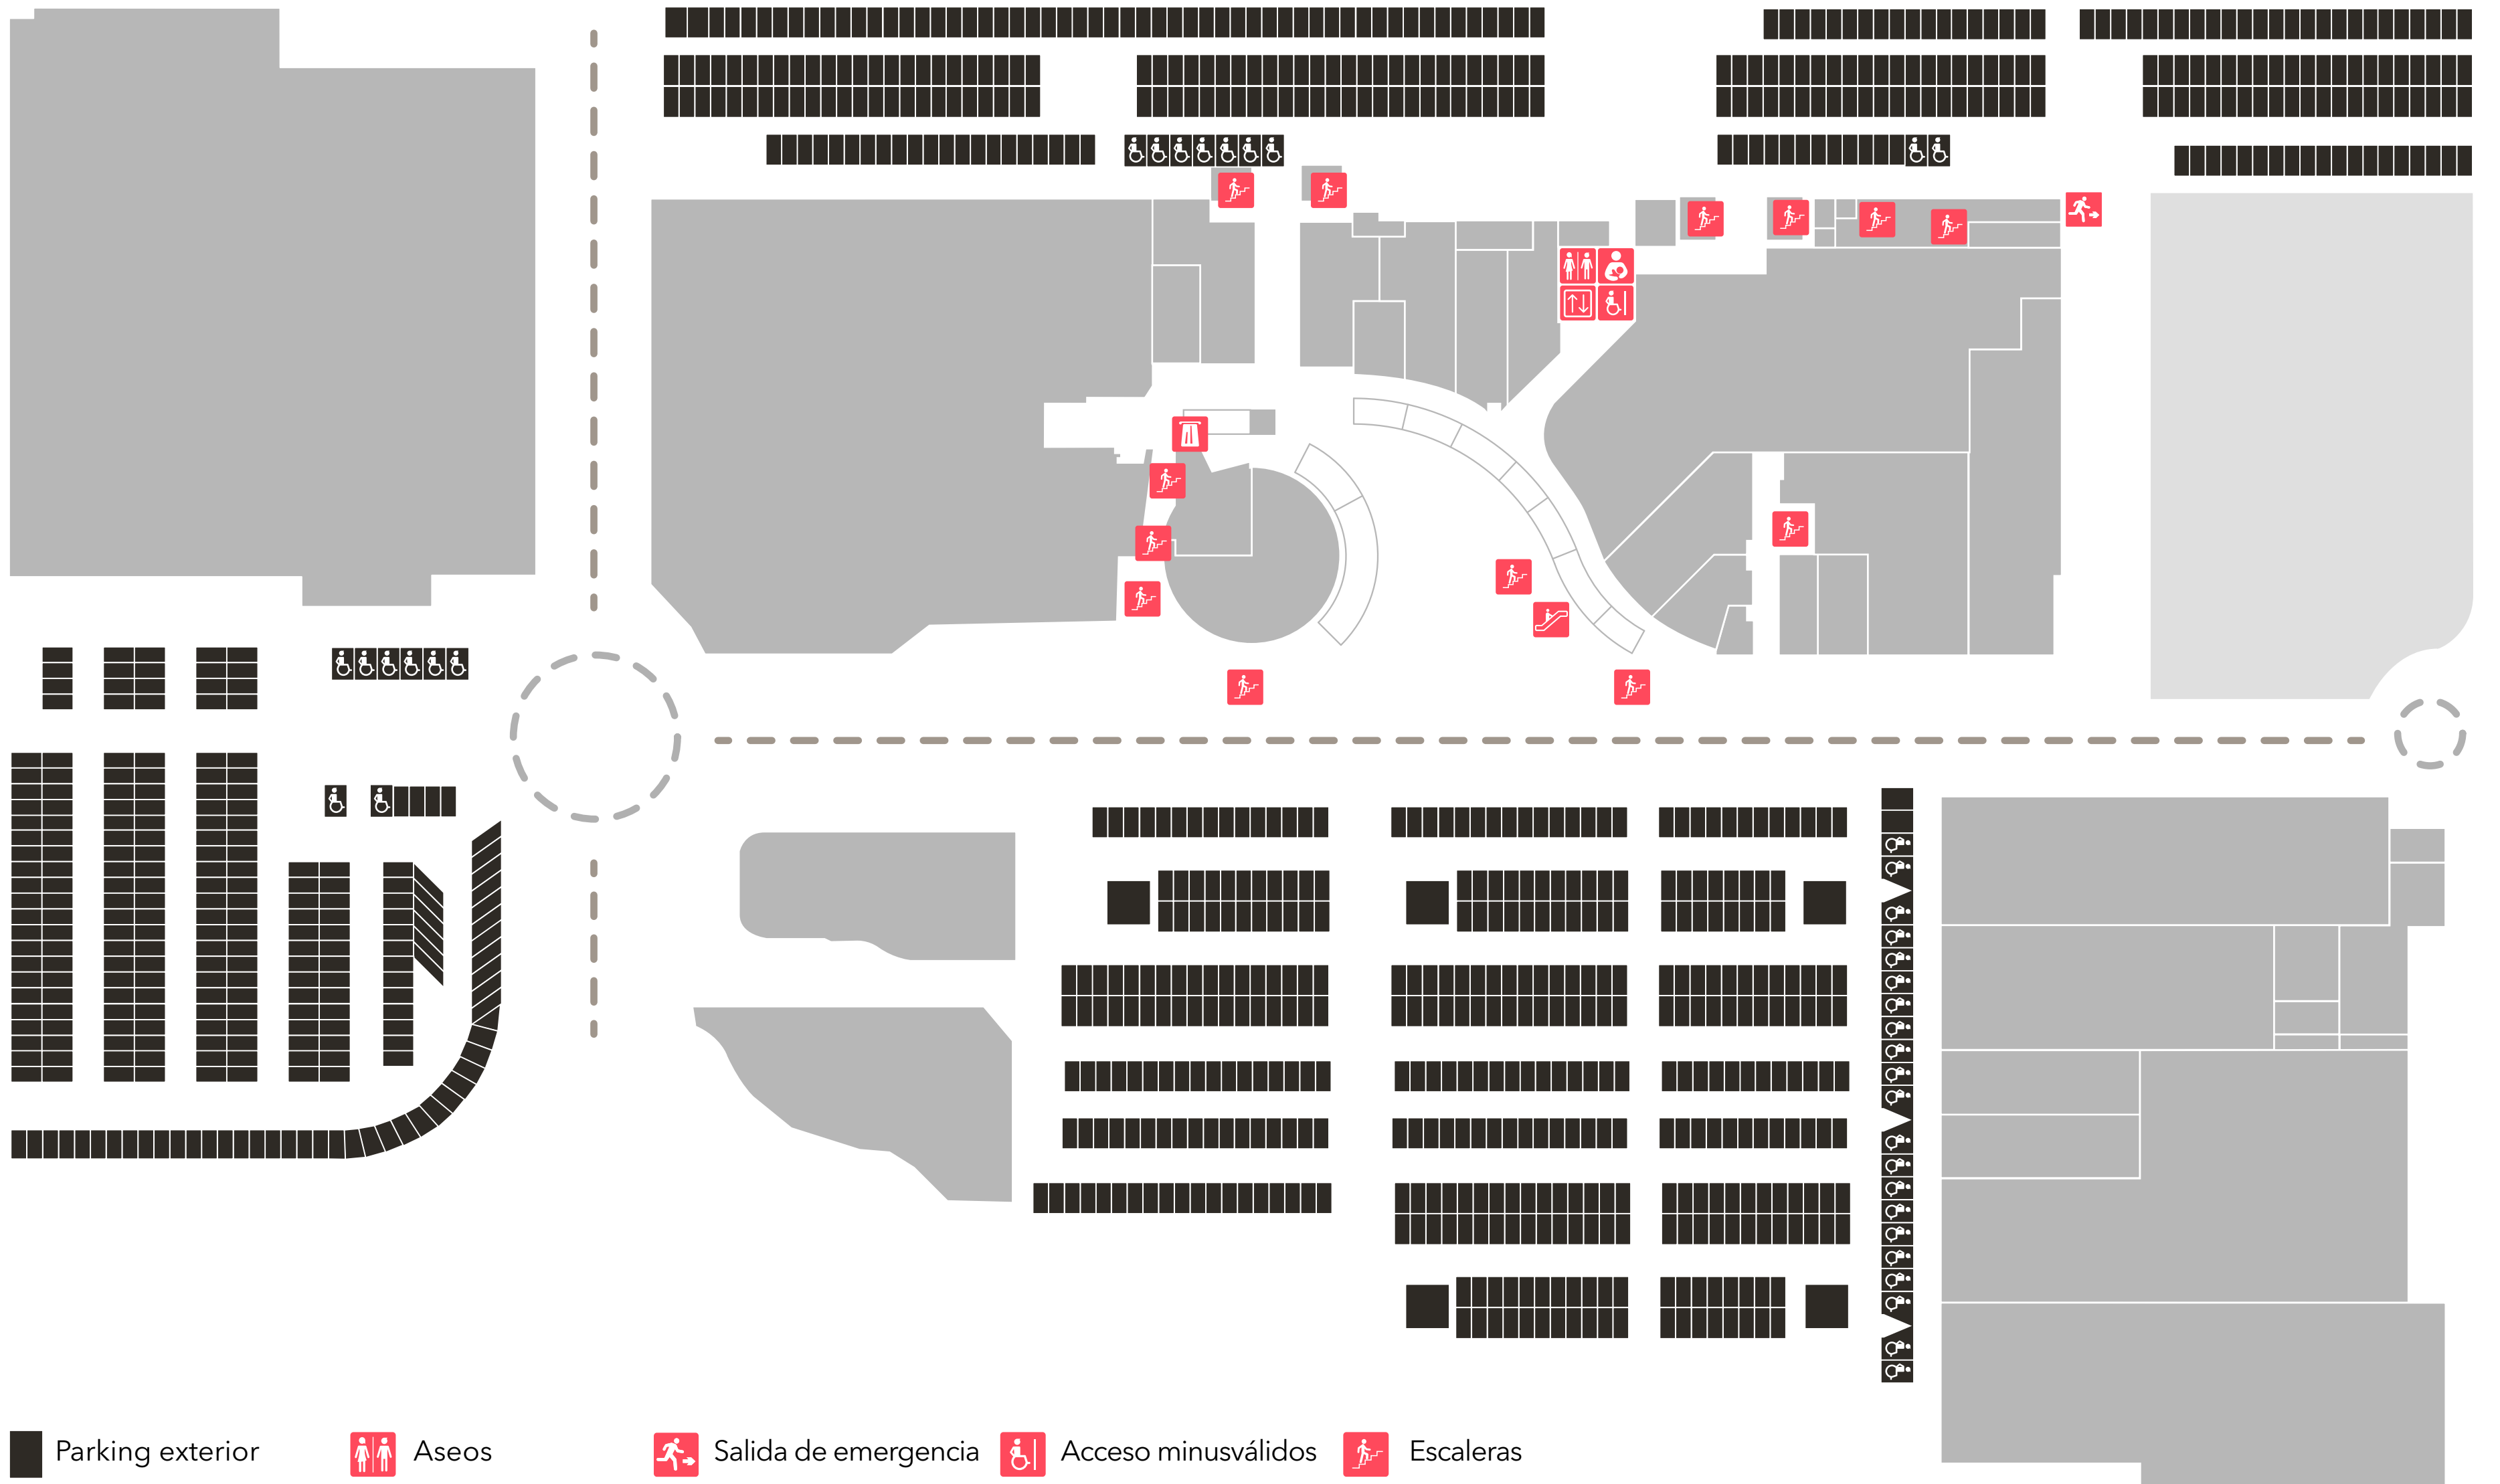 Parking exterior
Aseos
Salida de emergencia
Acceso minusválidos
Escaleras